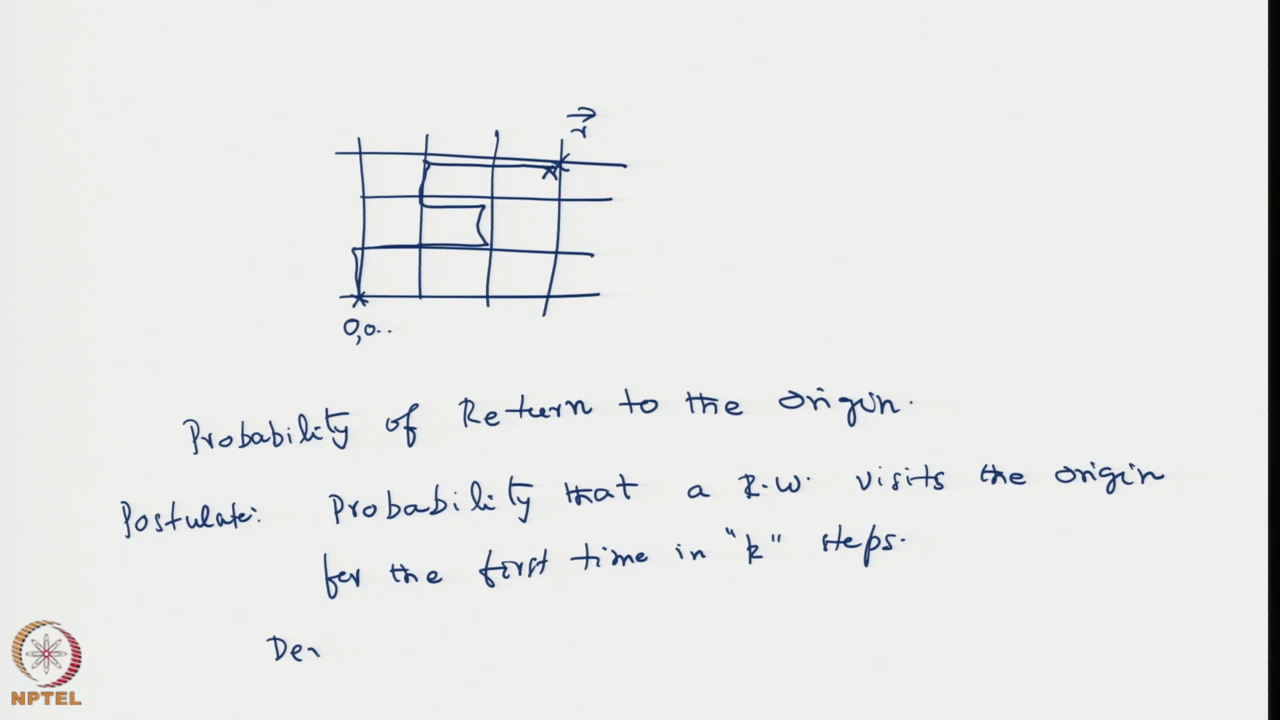 r
0,0..
Probability of Return to the origin.
Postulate: Probability that a R.W. visits the origin
for the first time in "k" steps.
Der
NPTEL